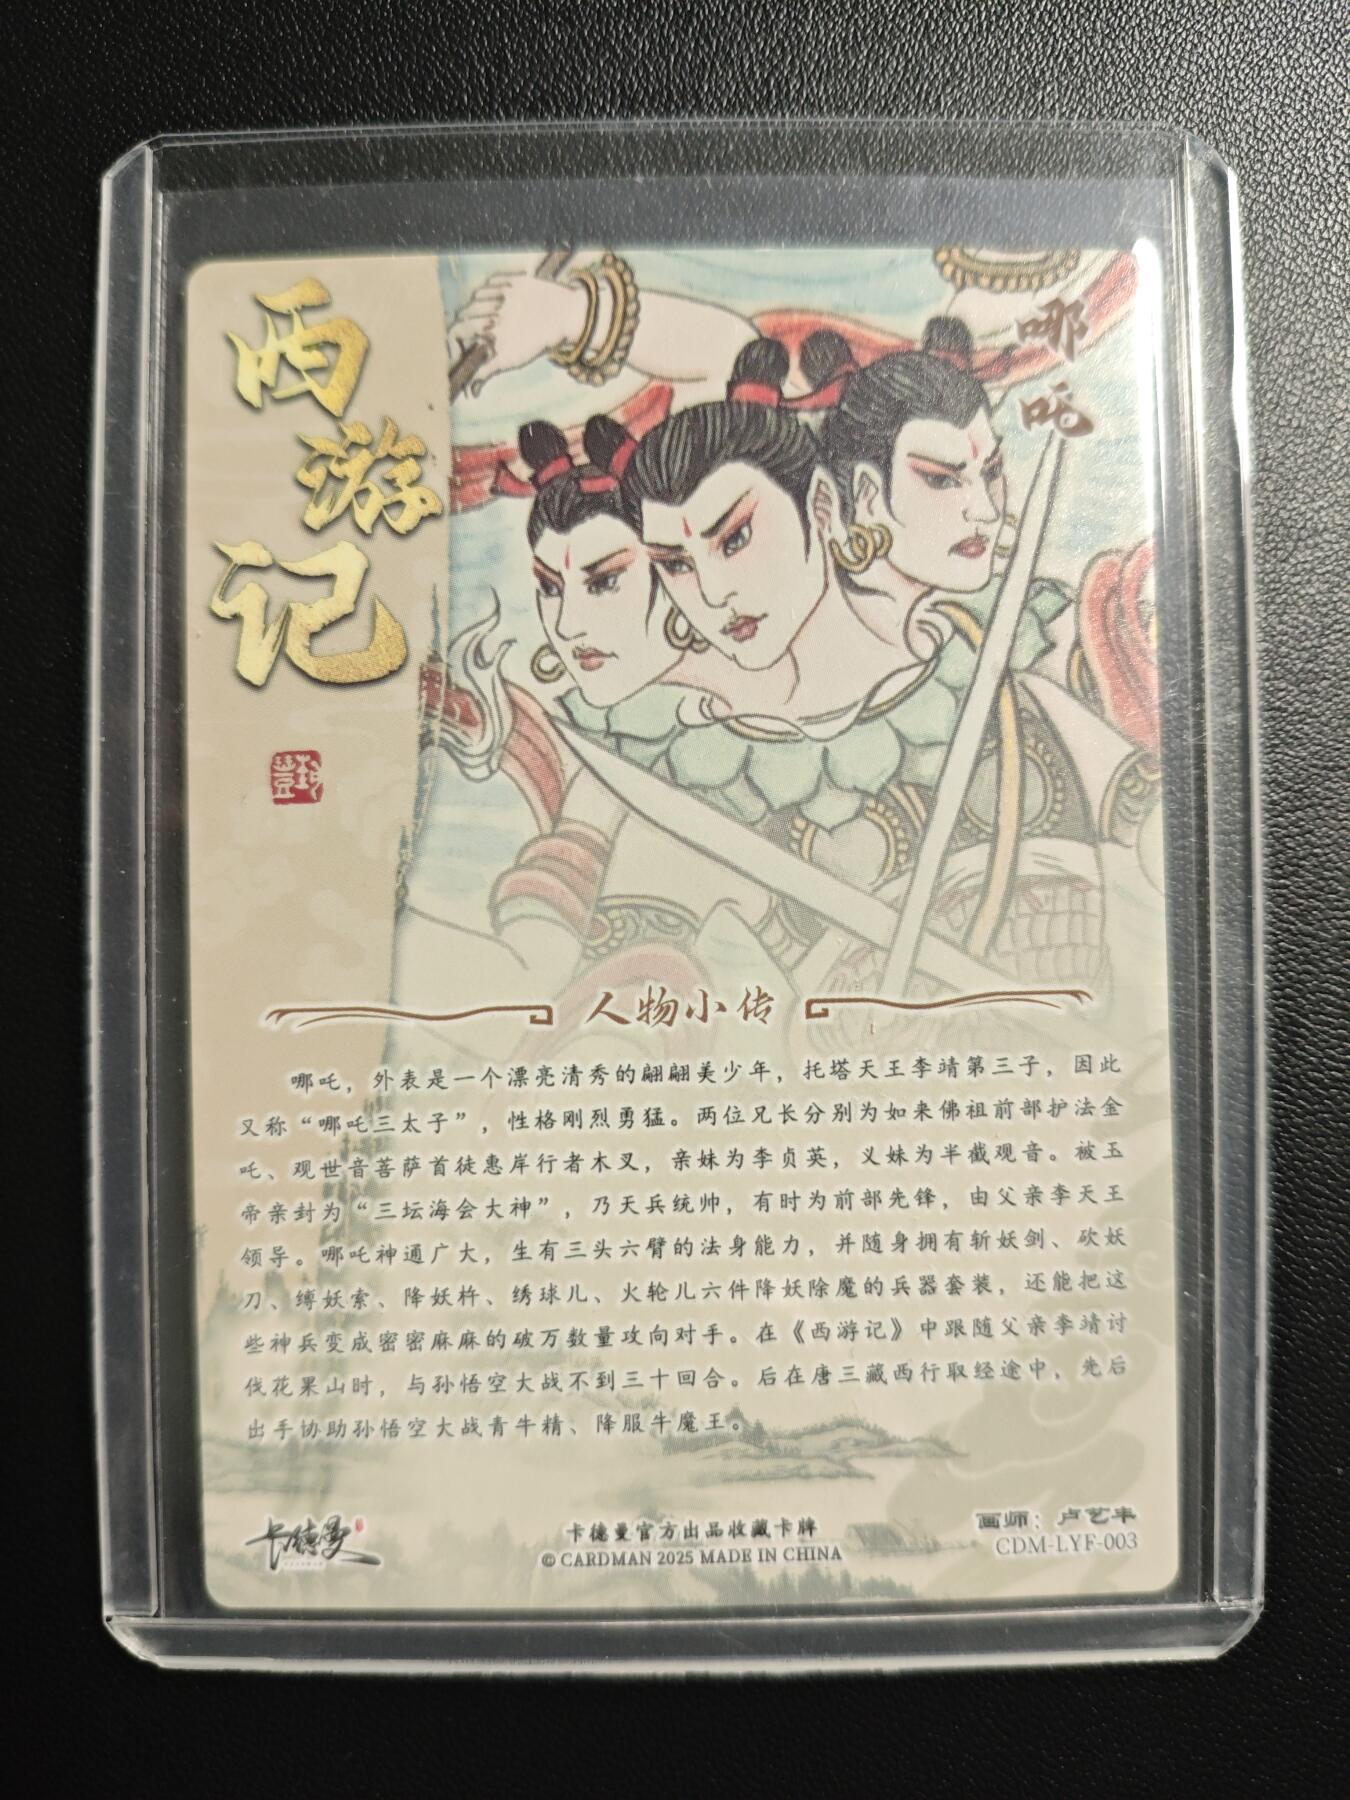 西游记
哪吒
人物小传
哪吒，外表是一个漂亮清秀的翩翩美少年，托塔天王李靖第三子，因此
又称“哪吒三太子”，性格刚烈勇猛。两位兄长分别为如来佛祖前部护法金
吒、观世音菩萨首徒惠岸行者木叉，亲妹为李贞英，义妹为半截观音。被玉
帝亲封为“三坛海会大神”，乃天兵统帅，有时为前部先锋，由父亲李天王
领导。哪吒神通广大，生有三头六臂的法身能力，并随身拥有斩妖剑、砍妖
刀、缚妖索、降妖杵、绣球儿、火轮儿六件降妖除魔的兵器套装，还能把这
些神兵变成密密麻麻的破万数量攻向对手。在《西游记》中跟随父亲李靖讨
伐花果山时，与孙悟空大战不到三十回合。后在唐三藏西行取经途中，先后
出手协助孙悟空大战青牛精、降服牛魔王。
卡德曼
卡德曼官方出品收藏卡牌
© CARDMAN 2025 MADE IN CHINA
画师：卢艺丰
CDM-LYF-003